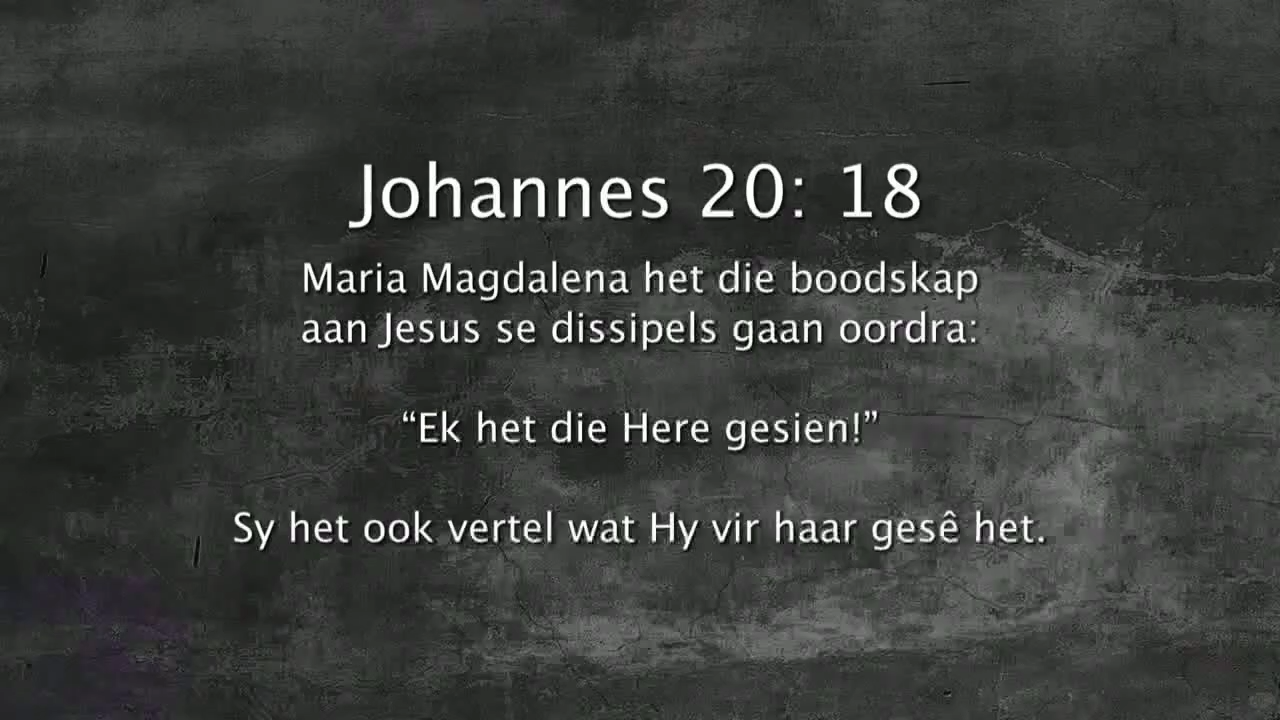 Johannes 20: 18
Maria Magdalena het die boodskap
aan Jesus se dissipels gaan oordra:
“Ek het die Here gesien!”
Sy het ook vertel wat Hy vir haar gesê het.